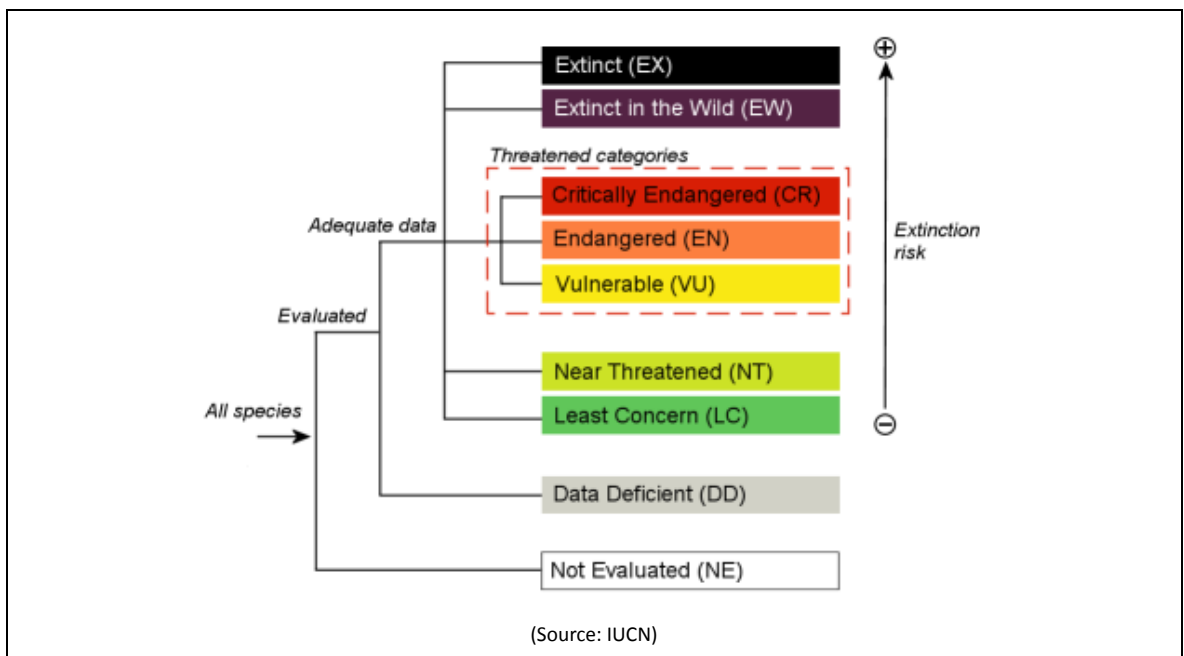 Extinct (EX)
Extinct in the Wild (EW)
Threatened categories
Critically Endangered (CR)
Adequate data
Endangered (EN)
Extinction
risk
Vulnerable (VU)
Evaluated
Near Threatened (NT)
All species
Least Concern (LC)
Data Deficient (DD)
Not Evaluated (NE)
(Source: IUCN)